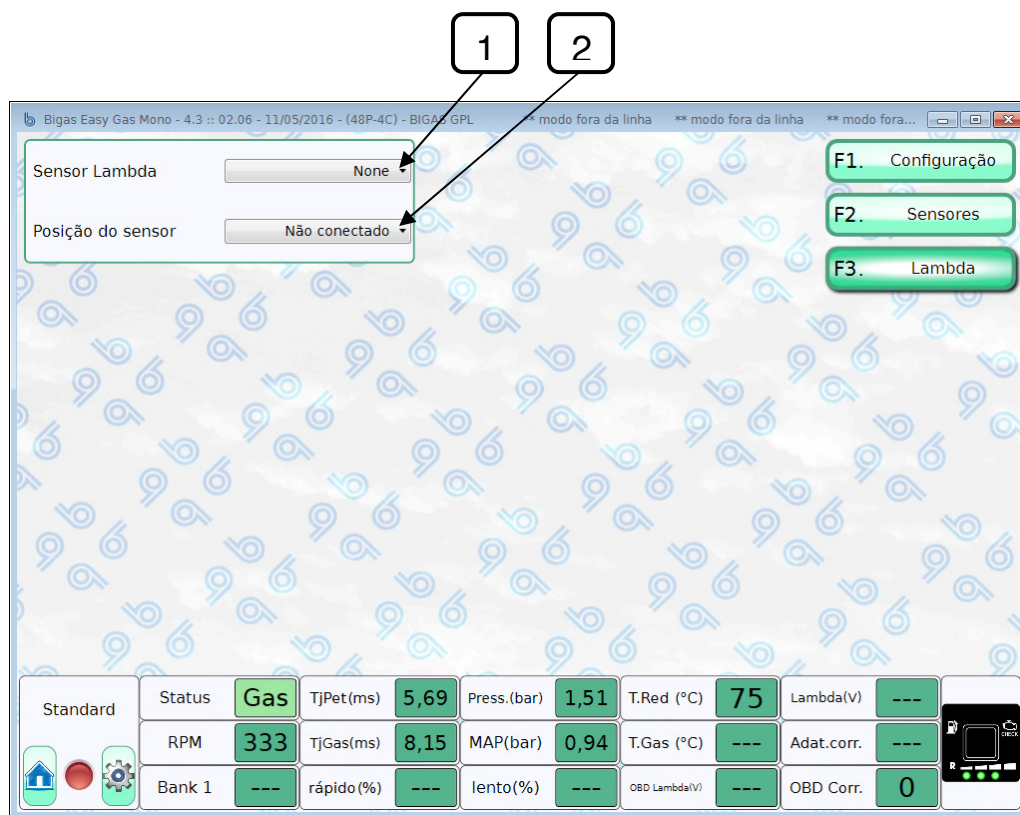 1 2
Bigas Easy Gas Mono - 4.3 :: 02.06 - 11/05/2016 - (48P-4C) - BIGAS GPL ** modo fora da linha ** modo fora da linha ** modo fora...
Sensor Lambda None
Posição do sensor Não conectado
F1. Configuração
F2. Sensores
F3. Lambda
Standard
Status Gas TjPet(ms) 5,69 Press.(bar) 1,51 T.Red (°C) 75 Lambda(V) ---
RPM 333 TjGas(ms) 8,15 MAP(bar) 0,94 T.Gas (°C) --- Adat.corr. ---
Bank 1 --- rápido(%) --- lento(%) --- OBD Lambda(V) --- OBD Corr. 0
CHECK
R